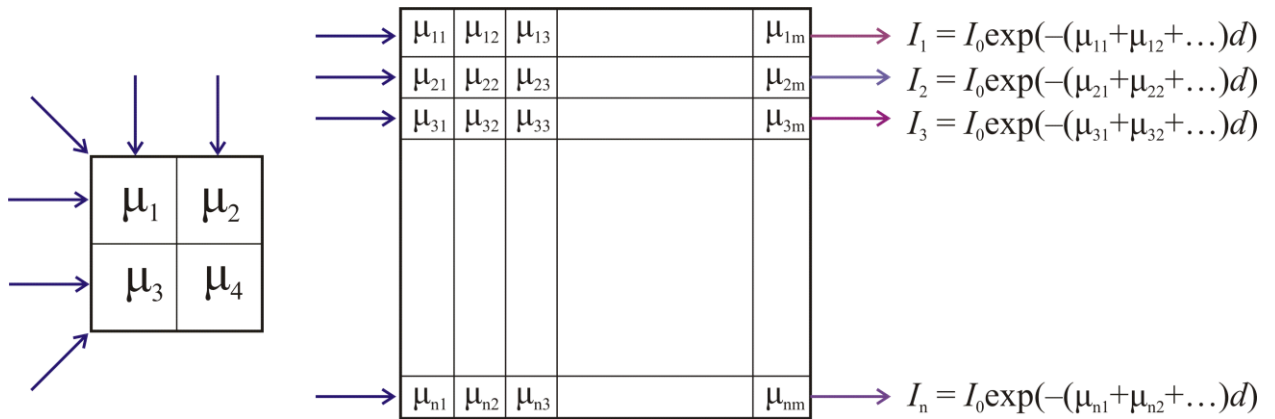 μ₁₁ μ₁₂ μ₁₃ μ₁ₘ I₁ = I₀exp(–(μ₁₁+μ₁₂+…)d)
μ₂₁ μ₂₂ μ₂₃ μ₂ₘ I₂ = I₀exp(–(μ₂₁+μ₂₂+…)d)
μ₃₁ μ₃₂ μ₃₃ μ₃ₘ I₃ = I₀exp(–(μ₃₁+μ₃₂+…)d)
μ₁ μ₂
μ₃ μ₄
μₙ₁ μₙ₂ μₙ₃ μₙₘ Iₙ = I₀exp(–(μₙ₁+μₙ₂+…)d)